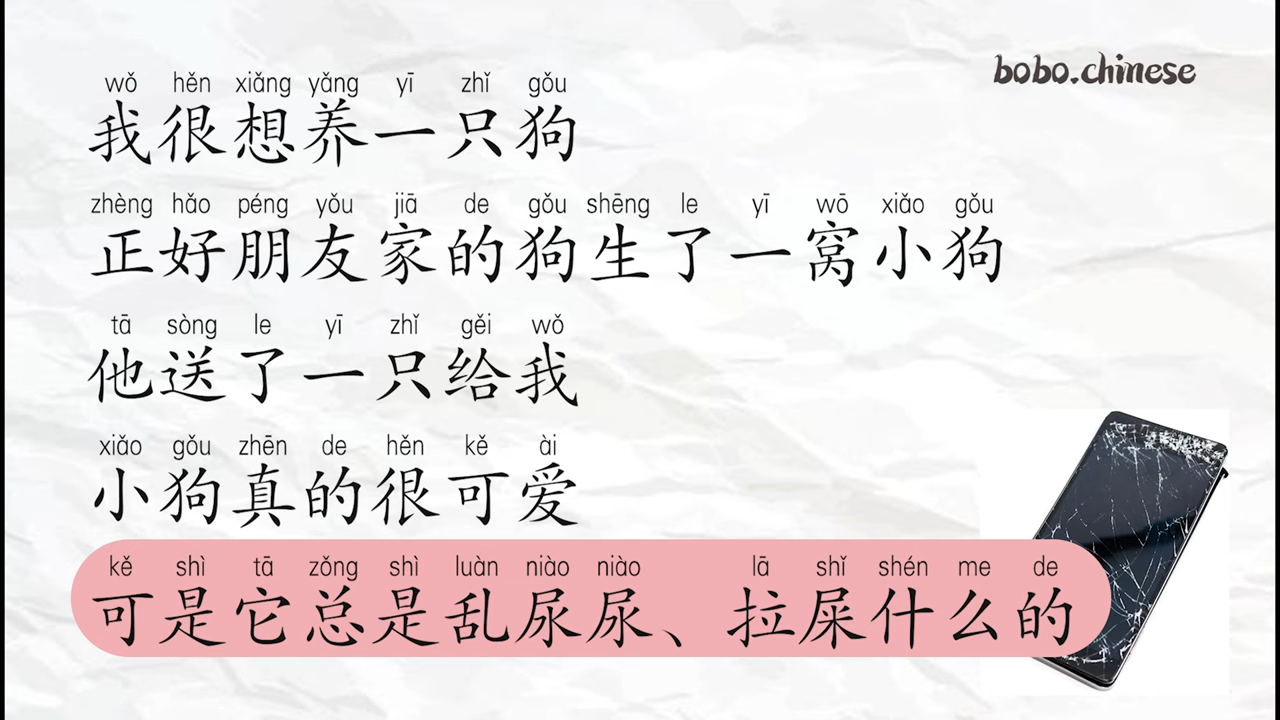 bobo.chinese
wǒ hěn xiǎng yǎng yī zhǐ gǒu
我很想养一只狗
zhèng hǎo péng yǒu jiā de gǒu shēng le yī wō xiǎo gǒu
正好朋友家的狗生了一窝小狗
tā sòng le yī zhǐ gěi wǒ
他送了一只给我
xiǎo gǒu zhēn de hěn kě ài
小狗真的很可爱
kě shì tā zǒng shì luàn niào niào lā shǐ shén me de
可是它总是乱尿尿、拉屎什么的